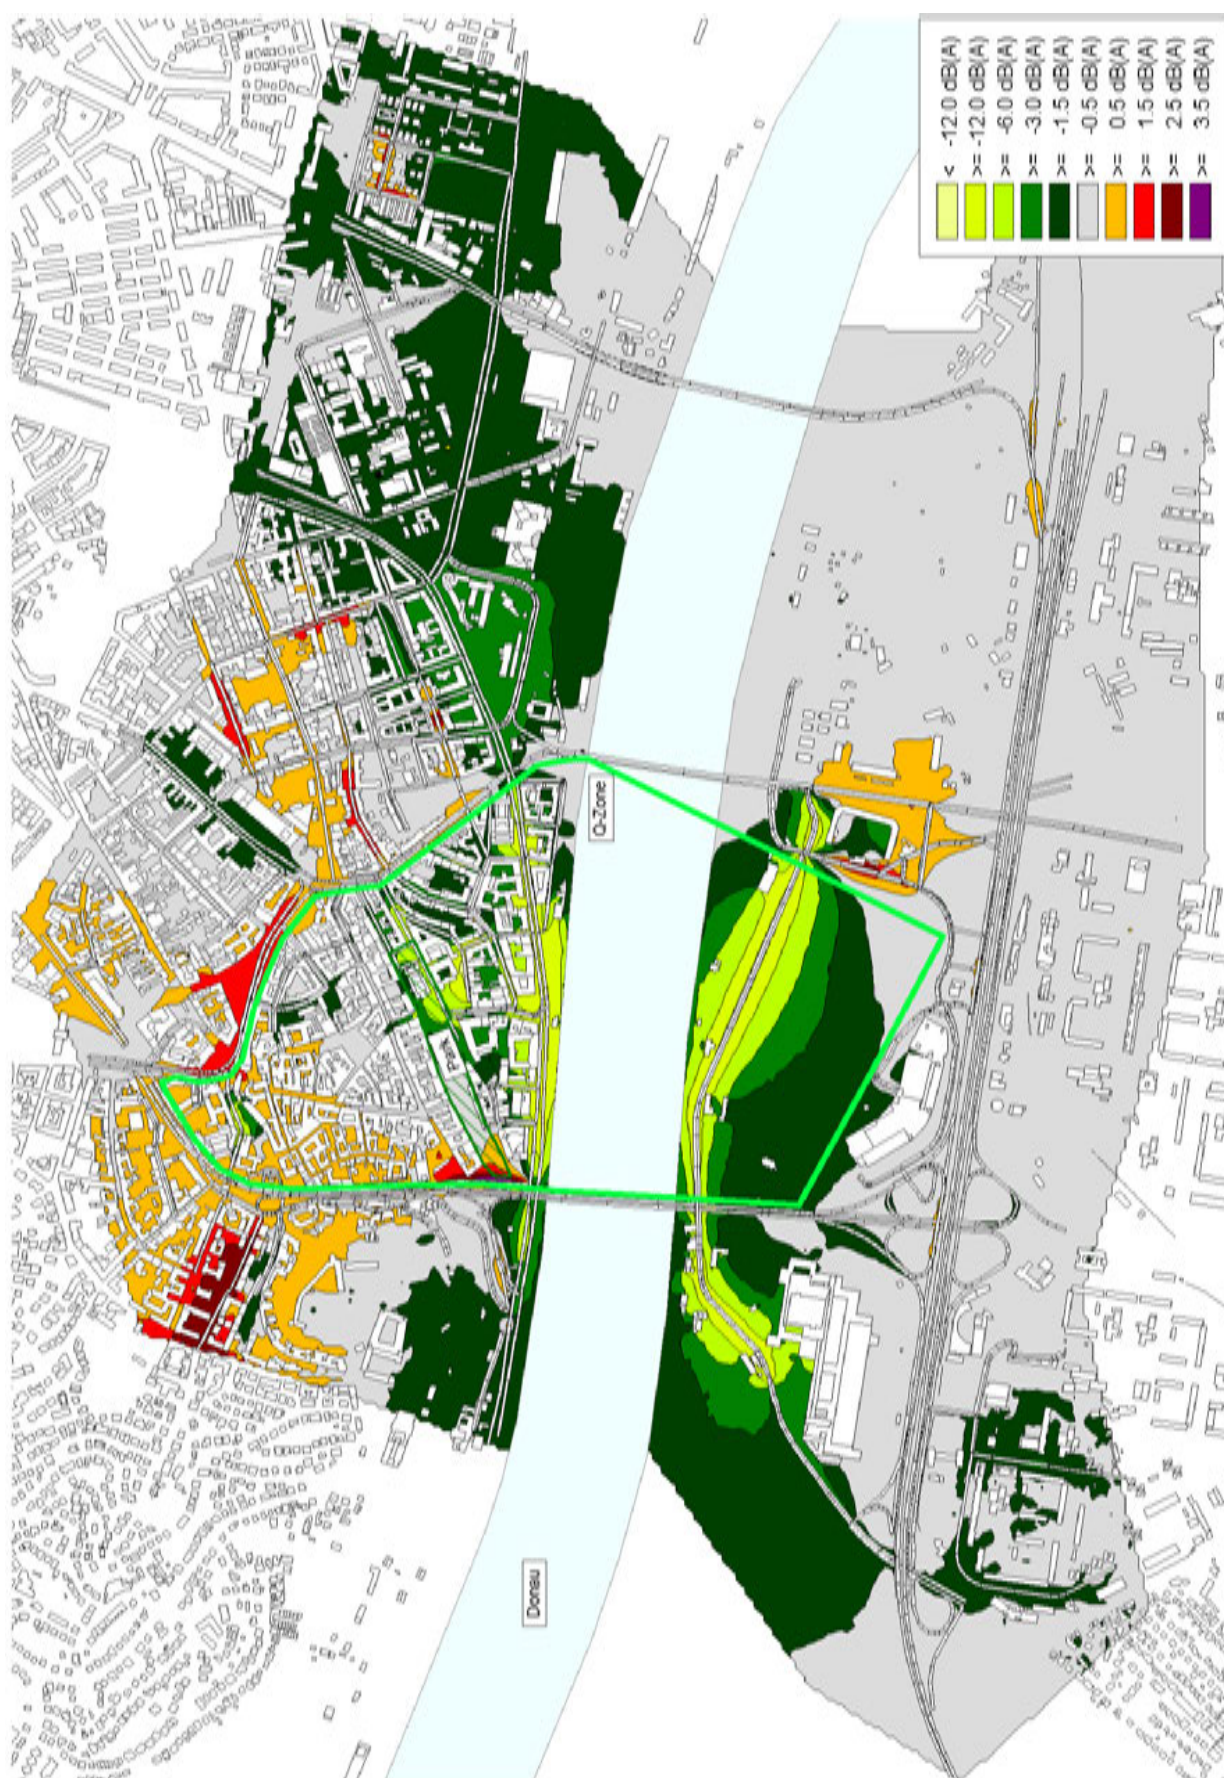 < -12.0 dB(A)
>= -12.0 dB(A)
>= -6.0 dB(A)
>= -3.0 dB(A)
>= -1.5 dB(A)
>= -0.5 dB(A)
>= 0.5 dB(A)
>= 1.5 dB(A)
>= 2.5 dB(A)
>= 3.5 dB(A)
Q-Zone
Park
Donau